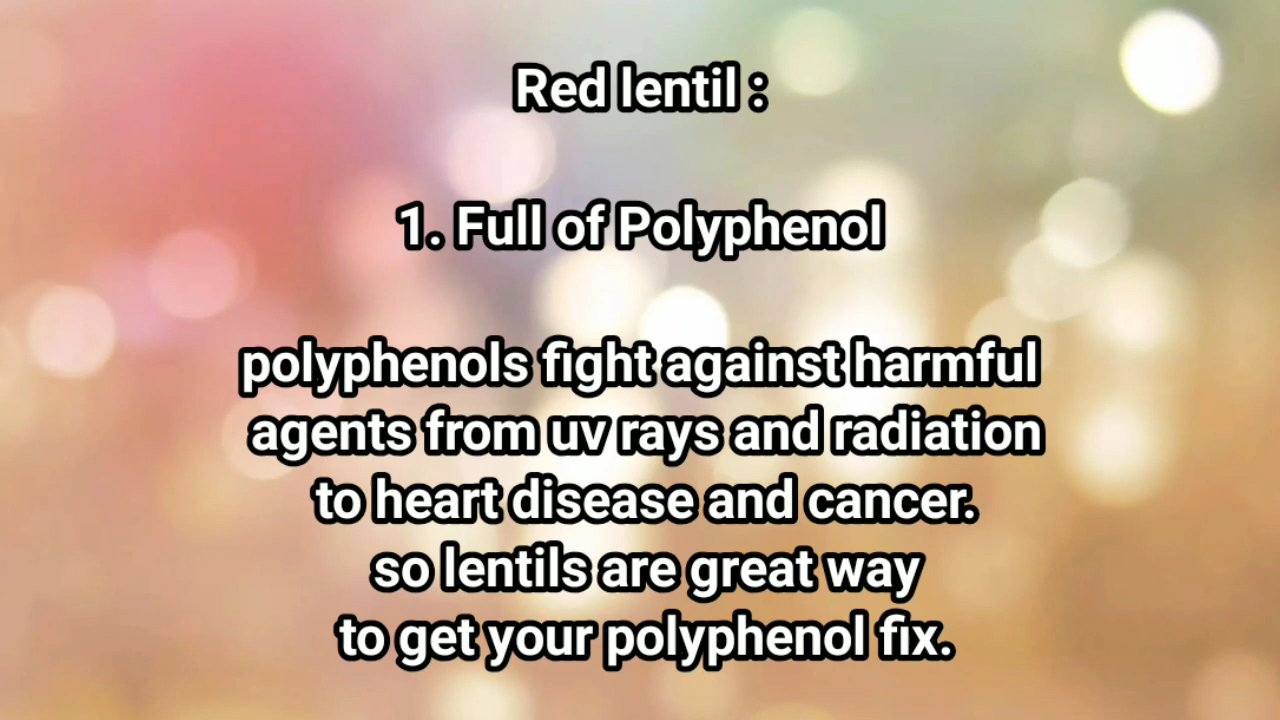 Red lentil :
1. Full of Polyphenol
polyphenols fight against harmful
agents from uv rays and radiation
to heart disease and cancer.
so lentils are great way
to get your polyphenol fix.